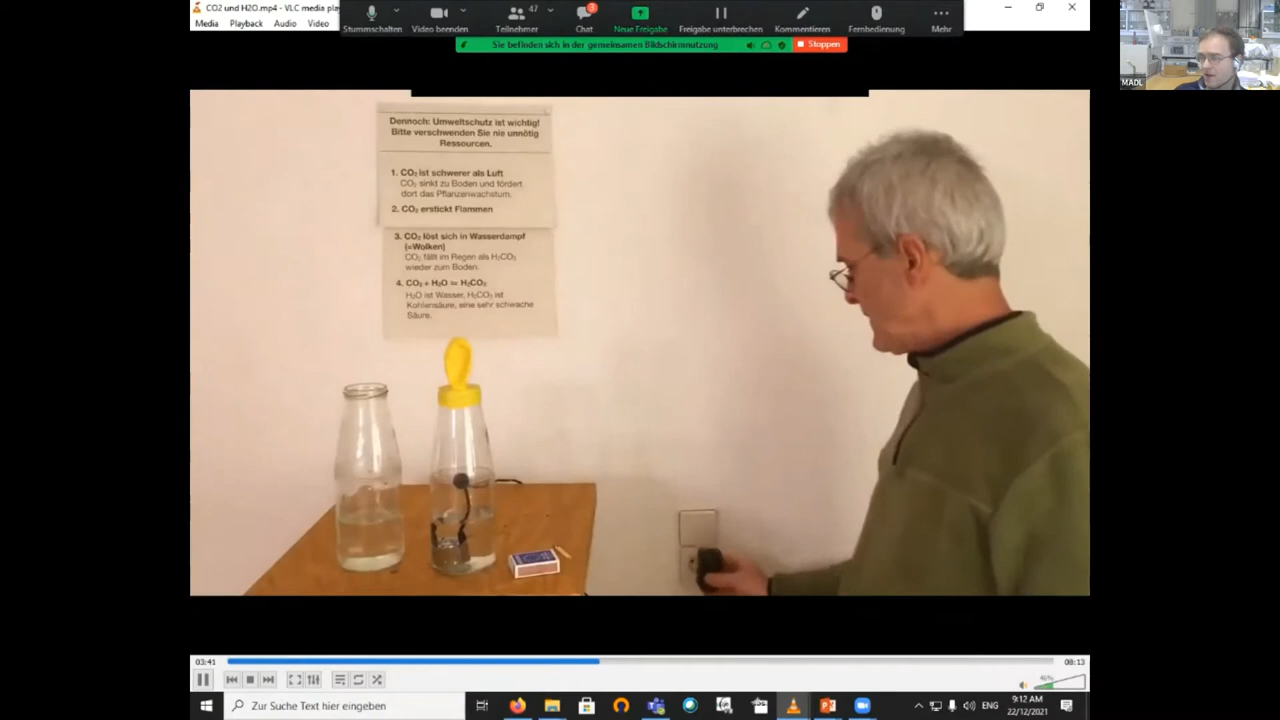 CO2 und H2O.mp4 - VLC media play
Media Playback Audio Video
Stummschalten Video beenden Teilnehmer 47 Chat 3 Neue Freigabe Freigabe unterbrechen Kommentieren Fernbedienung Mehr
Sie befinden sich in der gemeinsamen Bildschirmnutzung Stoppen
MADL
Dennoch: Umweltschutz ist wichtig!
Bitte verschwenden Sie nie unnötig
Ressourcen.
1. CO₂ ist schwerer als Luft
CO₂ sinkt zu Boden und fördert
dort das Pflanzenwachstum.
2. CO₂ erstickt Flammen
3. CO₂ löst sich in Wasserdampf
(=Wolken)
CO₂ fällt im Regen als H₂CO₃
wieder zum Boden.
4. CO₂ + H₂O ⇌ H₂CO₃
H₂O ist Wasser, H₂CO₃ ist
Kohlensäure, eine sehr schwache
Säure.
03:41 08:13
46%
Zur Suche Text hier eingeben
ENG
9:12 AM
22/12/2021